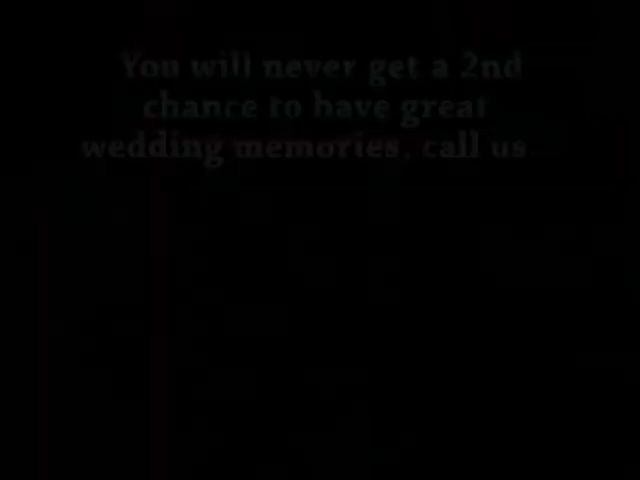 You will never get a 2nd
chance to have great
wedding memories, call us.